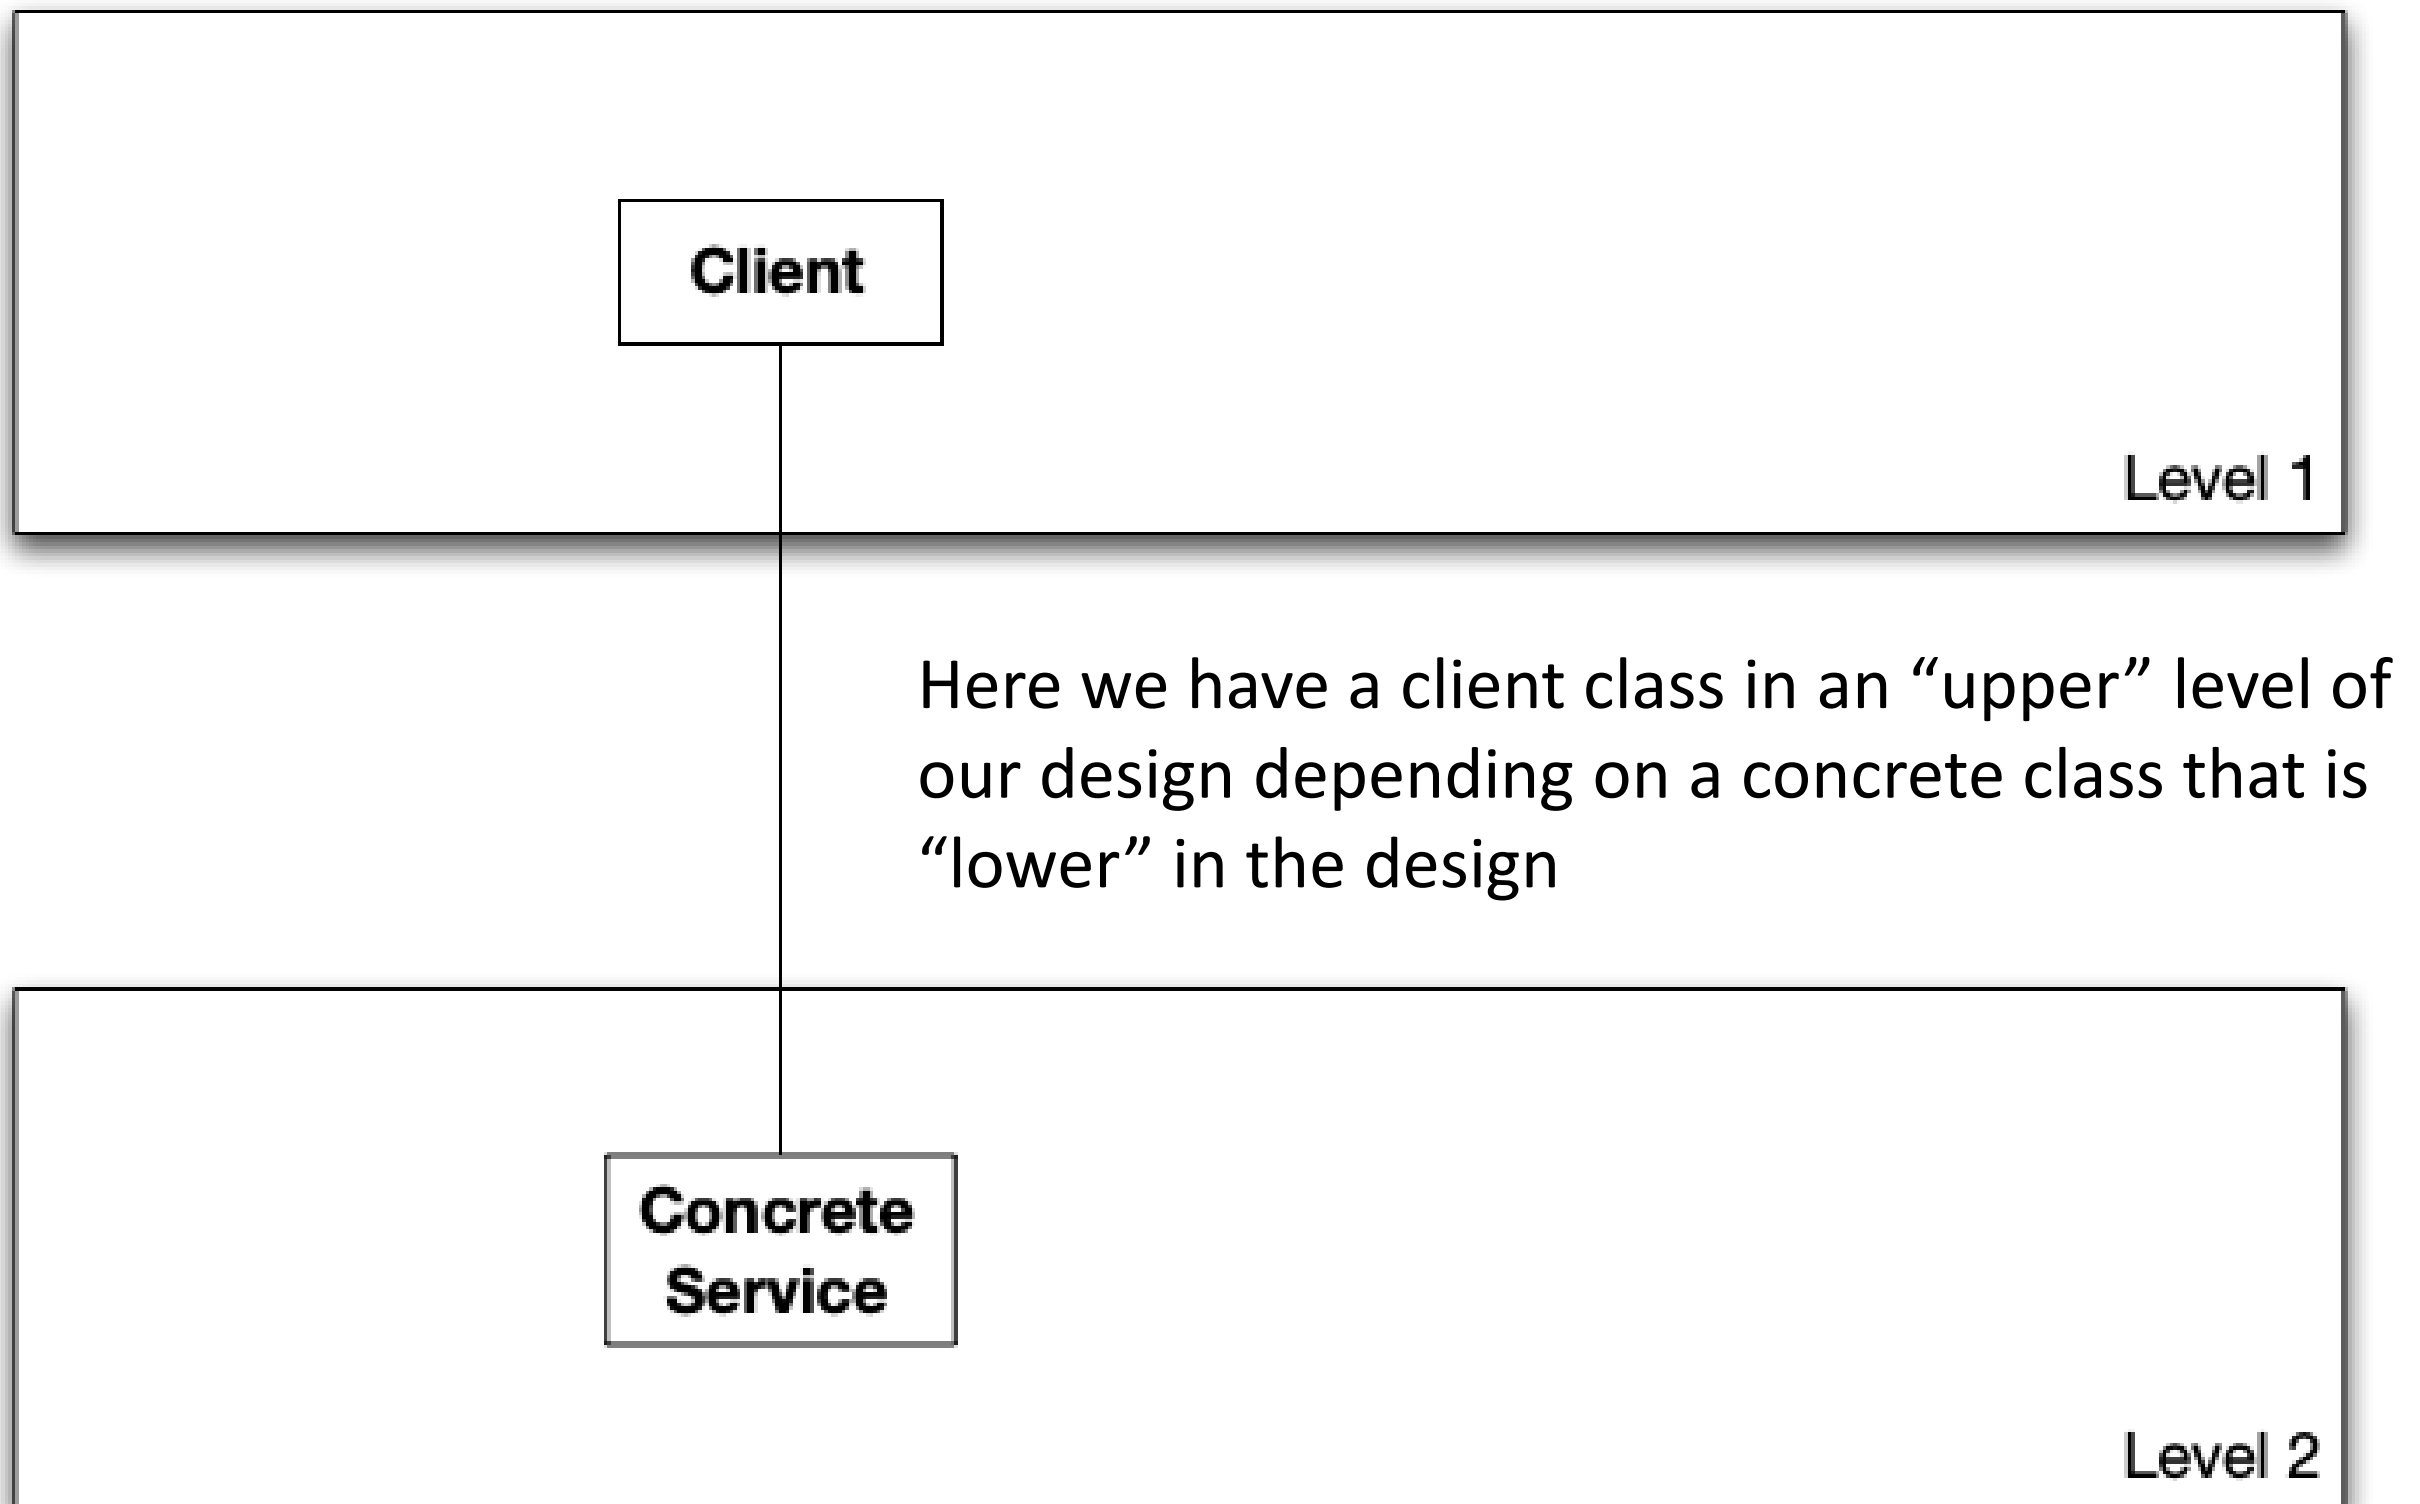 Client
Level 1
Here we have a client class in an “upper” level of
our design depending on a concrete class that is
“lower” in the design
Concrete
Service
Level 2